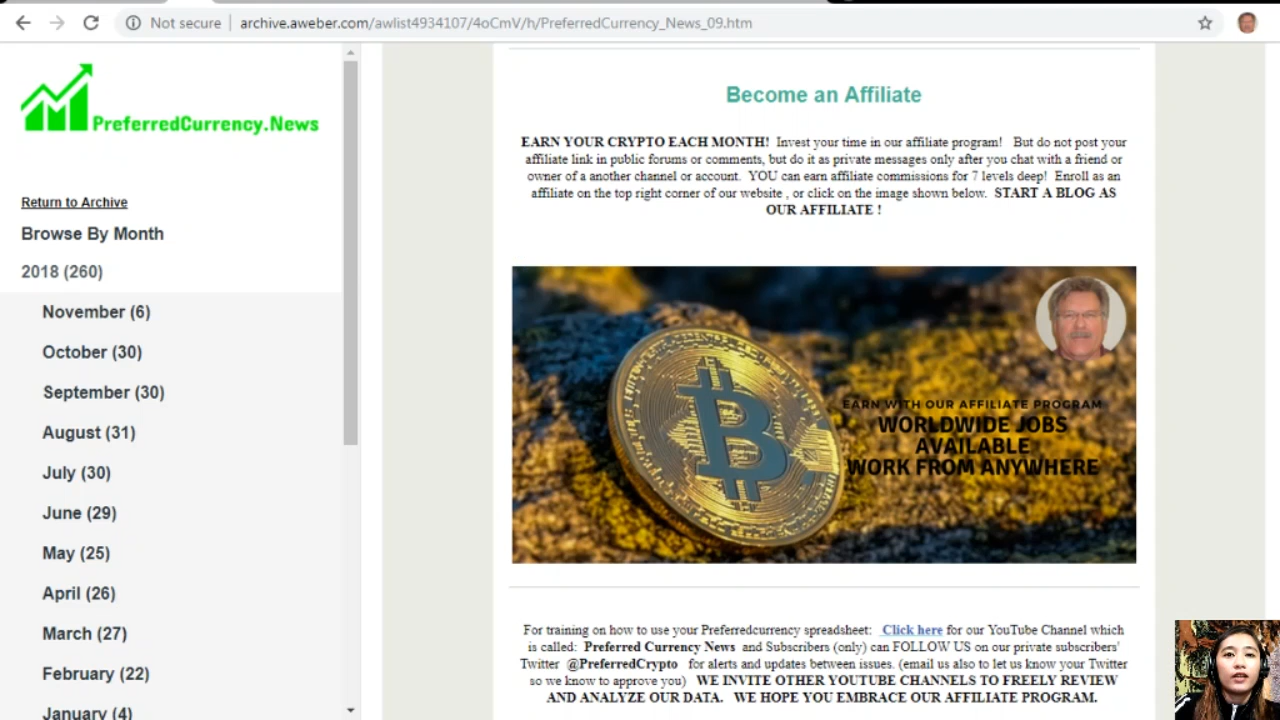 Not secure | archive.aweber.com/awlist4934107/4oCmV/h/PreferredCurrency_News_09.htm
PreferredCurrency.News
Return to Archive
Browse By Month
2018 (260)
November (6)
October (30)
September (30)
August (31)
July (30)
June (29)
May (25)
April (26)
March (27)
February (22)
January (4)
Become an Affiliate
EARN YOUR CRYPTO EACH MONTH! Invest your time in our affiliate program! But do not post your
affiliate link in public forums or comments, but do it as private messages only after you chat with a friend or
owner of a another channel or account. YOU can earn affiliate commissions for 7 levels deep! Enroll as an
affiliate on the top right corner of our website , or click on the image shown below. START A BLOG AS
OUR AFFILIATE !
EARN WITH OUR AFFILIATE PROGRAM
WORLDWIDE JOBS
AVAILABLE
WORK FROM ANYWHERE
For training on how to use your Preferredcurrency spreadsheet: Click here for our YouTube Channel which
is called: Preferred Currency News and Subscribers (only) can FOLLOW US on our private subscribers'
Twitter @PreferredCrypto for alerts and updates between issues. (email us also to let us know your Twitter
so we know to approve you) WE INVITE OTHER YOUTUBE CHANNELS TO FREELY REVIEW
AND ANALYZE OUR DATA. WE HOPE YOU EMBRACE OUR AFFILIATE PROGRAM.